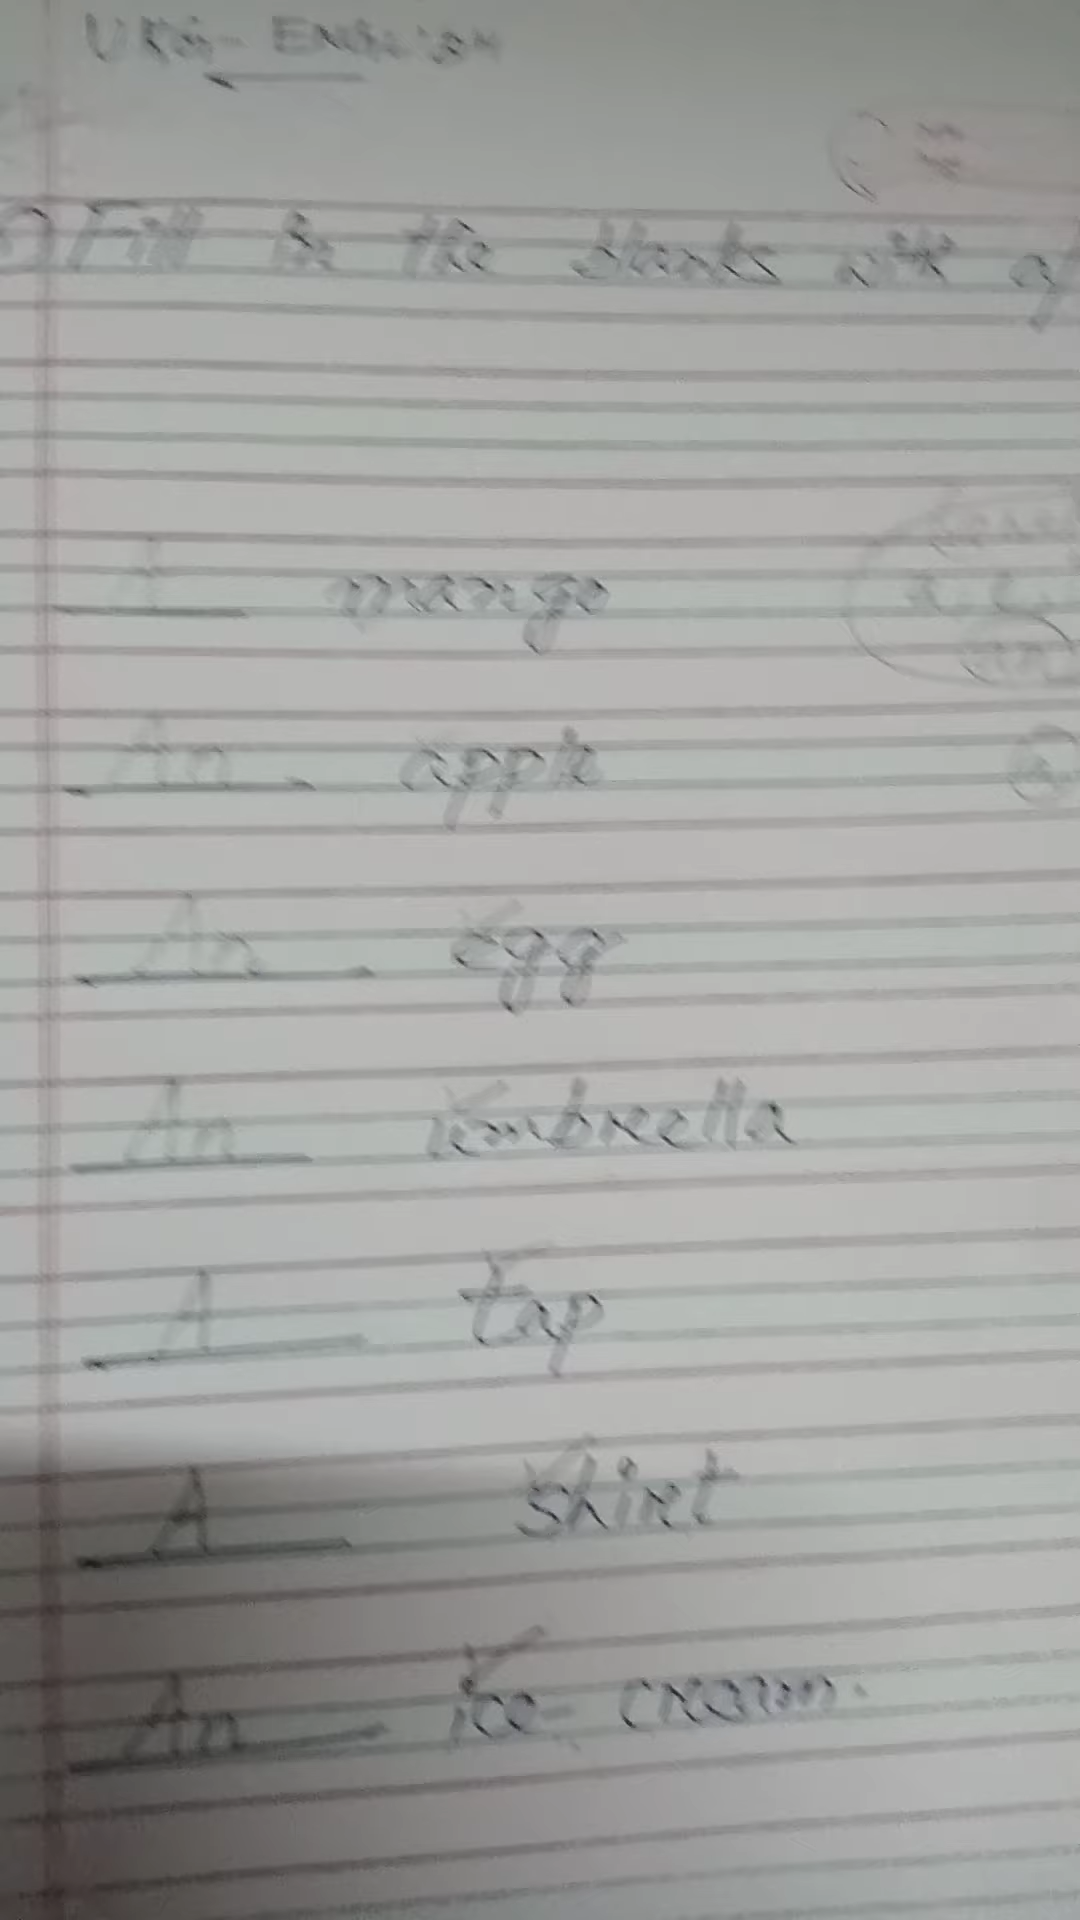 UKG - ENGLISH
Fill in the blanks with
A mango
An apple
An egg
An umbrella
A tap
A shirt
An ice-cream.